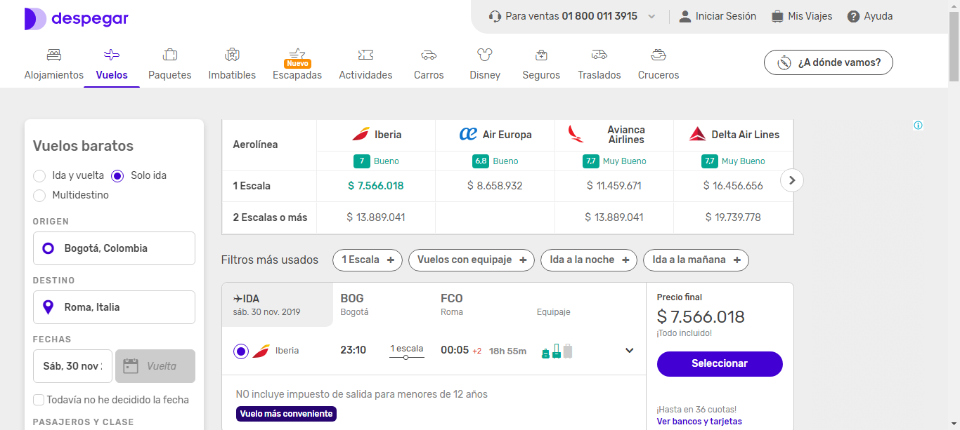 despegar
Para ventas 01 800 011 3915
Iniciar Sesión
Mis Viajes
Ayuda
Alojamientos
Vuelos
Paquetes
Imbatibles
Nuevo
Escapadas
Actividades
Carros
Disney
Seguros
Traslados
Cruceros
¿A dónde vamos?
Vuelos baratos
Ida y vuelta
Solo ida
Multidestino
ORIGEN
Bogotá, Colombia
DESTINO
Roma, Italia
FECHAS
Sáb, 30 nov 2
Vuelta
Todavía no he decidido la fecha
PASAJEROS Y CLASE
Aerolínea
Iberia
Air Europa
Avianca
Airlines
Delta Air Lines
7 Bueno
6,8 Bueno
7,7 Muy Bueno
7,7 Muy Bueno
1 Escala
$ 7.566.018
$ 8.658.932
$ 11.459.671
$ 16.456.656
2 Escalas o más
$ 13.889.041
$ 13.889.041
$ 19.739.778
Filtros más usados
1 Escala +
Vuelos con equipaje +
Ida a la noche +
Ida a la mañana +
IDA
sáb. 30 nov. 2019
BOG
Bogotá
FCO
Roma
Equipaje
Iberia
23:10
1 escala
00:05 +2
18h 55m
NO incluye impuesto de salida para menores de 12 años
Vuelo más conveniente
Precio final
$ 7.566.018
¡Todo incluido!
Seleccionar
¡Hasta en 36 cuotas!
Ver bancos y tarjetas